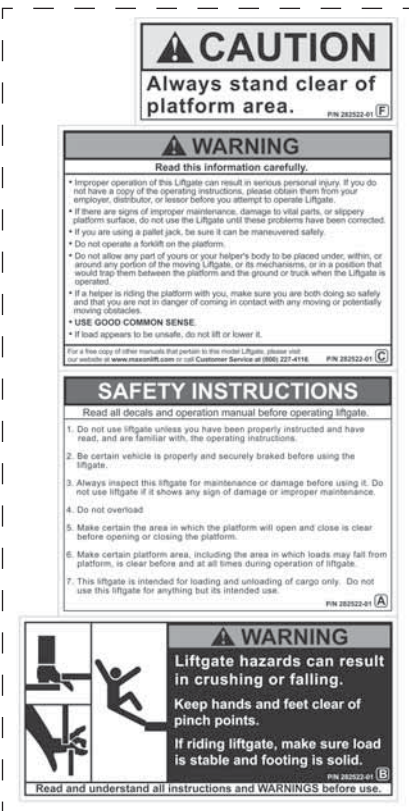 CAUTION
Always stand clear of
platform area.
P/N 282522-01 F
WARNING
Read this information carefully.
• Improper operation of this Liftgate can result in serious personal injury. If you do
not have a copy of the operating instructions, please obtain them from your
employer, distributor, or lessor before you attempt to operate Liftgate.
• If there are signs of improper maintenance, damage to vital parts, or slippery
platform surface, do not use the Liftgate until these problems have been corrected.
• If you are using a pallet jack, be sure it can be maneuvered safely.
• Do not operate a forklift on the platform.
• Do not allow any part of yours or your helper's body to be placed under, within, or
around any portion of the moving Liftgate, or its mechanisms, or in a position that
would trap them between the platform and the ground or truck when the Liftgate is
operated.
• If a helper is riding the platform with you, make sure you are both doing so safely
and that you are not in danger of coming in contact with any moving or potentially
moving obstacles.
• USE GOOD COMMON SENSE.
• If load appears to be unsafe, do not lift or lower it.
For a free copy of other manuals that pertain to this model Liftgate, please visit
our website at www.maxonlift.com or call Customer Service at (800) 227-4116. P/N 282522-01 C
SAFETY INSTRUCTIONS
Read all decals and operation manual before operating liftgate.
1. Do not use liftgate unless you have been properly instructed and have
read, and are familiar with, the operating instructions.
2. Be certain vehicle is properly and securely braked before using the
liftgate.
3. Always inspect this liftgate for maintenance or damage before using it. Do
not use liftgate if it shows any sign of damage or improper maintenance.
4. Do not overload
5. Make certain the area in which the platform will open and close is clear
before opening or closing the platform.
6. Make certain platform area, including the area in which loads may fall from
platform, is clear before and at all times during operation of liftgate.
7. This liftgate is intended for loading and unloading of cargo only. Do not
use this liftgate for anything but its intended use.
P/N 282522-01 A
WARNING
Liftgate hazards can result
in crushing or falling.
Keep hands and feet clear of
pinch points.
If riding liftgate, make sure load
is stable and footing is solid.
P/N 282522-01 B
Read and understand all instructions and WARNINGS before use.